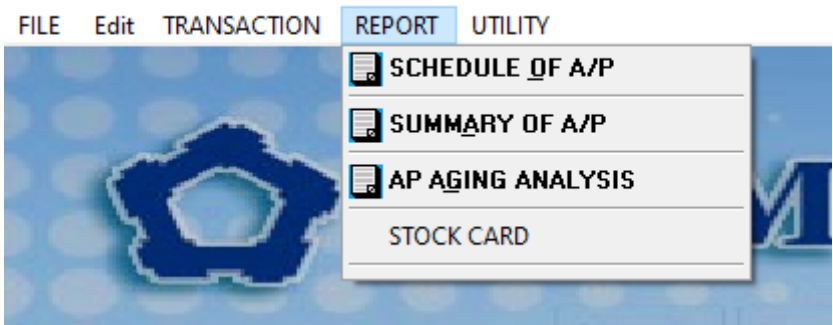 FILE Edit TRANSACTION REPORT UTILITY
SCHEDULE OF A/P
SUMMARY OF A/P
AP AGING ANALYSIS
STOCK CARD
M